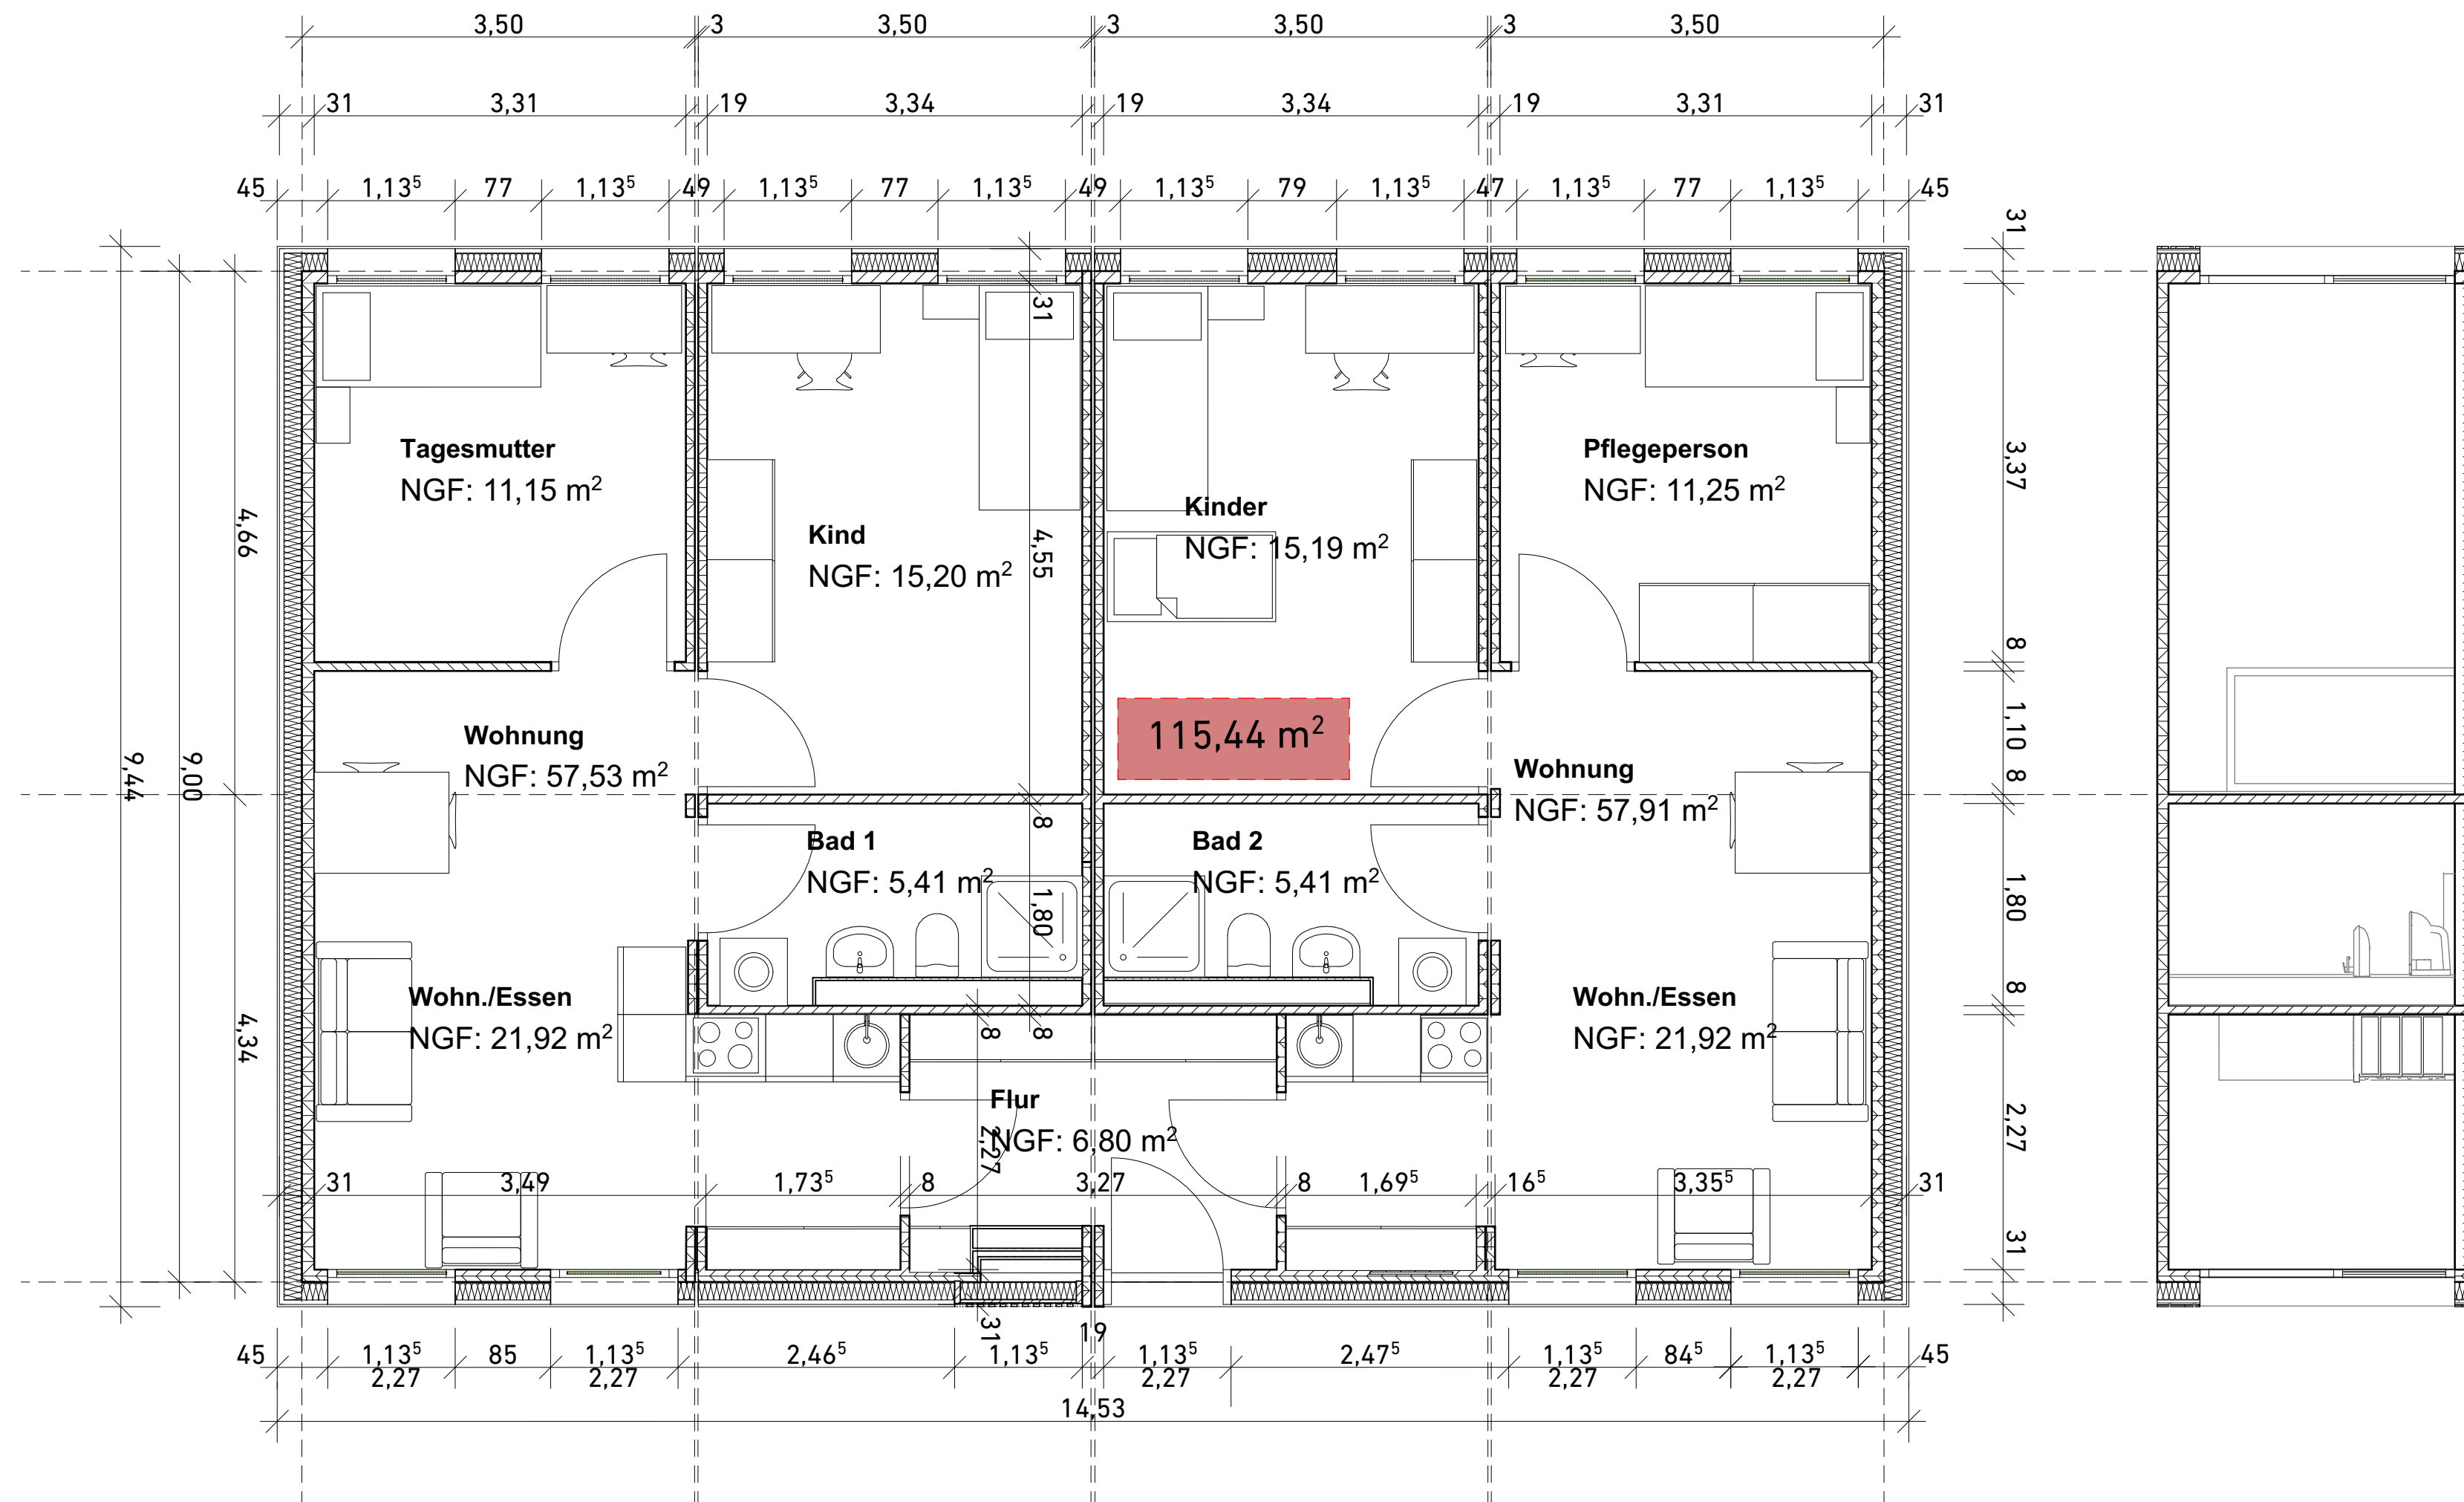 3,50 3 3,50 3 3,50 3 3,50
31 3,31 19 3,34 19 3,34 19 3,31 31
45 1,13⁵ 77 1,13⁵ 49 1,13⁵ 77 1,13⁵ 49 1,13⁵ 79 1,13⁵ 47 1,13⁵ 77 1,13⁵ 45
31
31
Tagesmutter
NGF: 11,15 m²
Kind
NGF: 15,20 m²
Kinder
NGF: 15,19 m²
Pflegeperson
NGF: 11,25 m²
3,37
4,66
4,55
8
115,44 m²
Wohnung
NGF: 57,53 m²
Wohnung
NGF: 57,91 m²
1,10
8
9,44
9,00
8
Bad 1
NGF: 5,41 m²
Bad 2
NGF: 5,41 m²
1,80
1,80
Wohn./Essen
NGF: 21,92 m²
Wohn./Essen
NGF: 21,92 m²
8
4,34
8
8
Flur
NGF: 6,80 m²
2,27
2,27
31 3,49 1,73⁵ 8 3,27 8 1,69⁵ 16⁵ 3,35⁵ 31
31
31
19
45 1,13⁵ 85 1,13⁵ 2,46⁵ 1,13⁵ 1,13⁵ 2,47⁵ 1,13⁵ 84⁵ 1,13⁵ 45
2,27 2,27 2,27 2,27 2,27
14,53